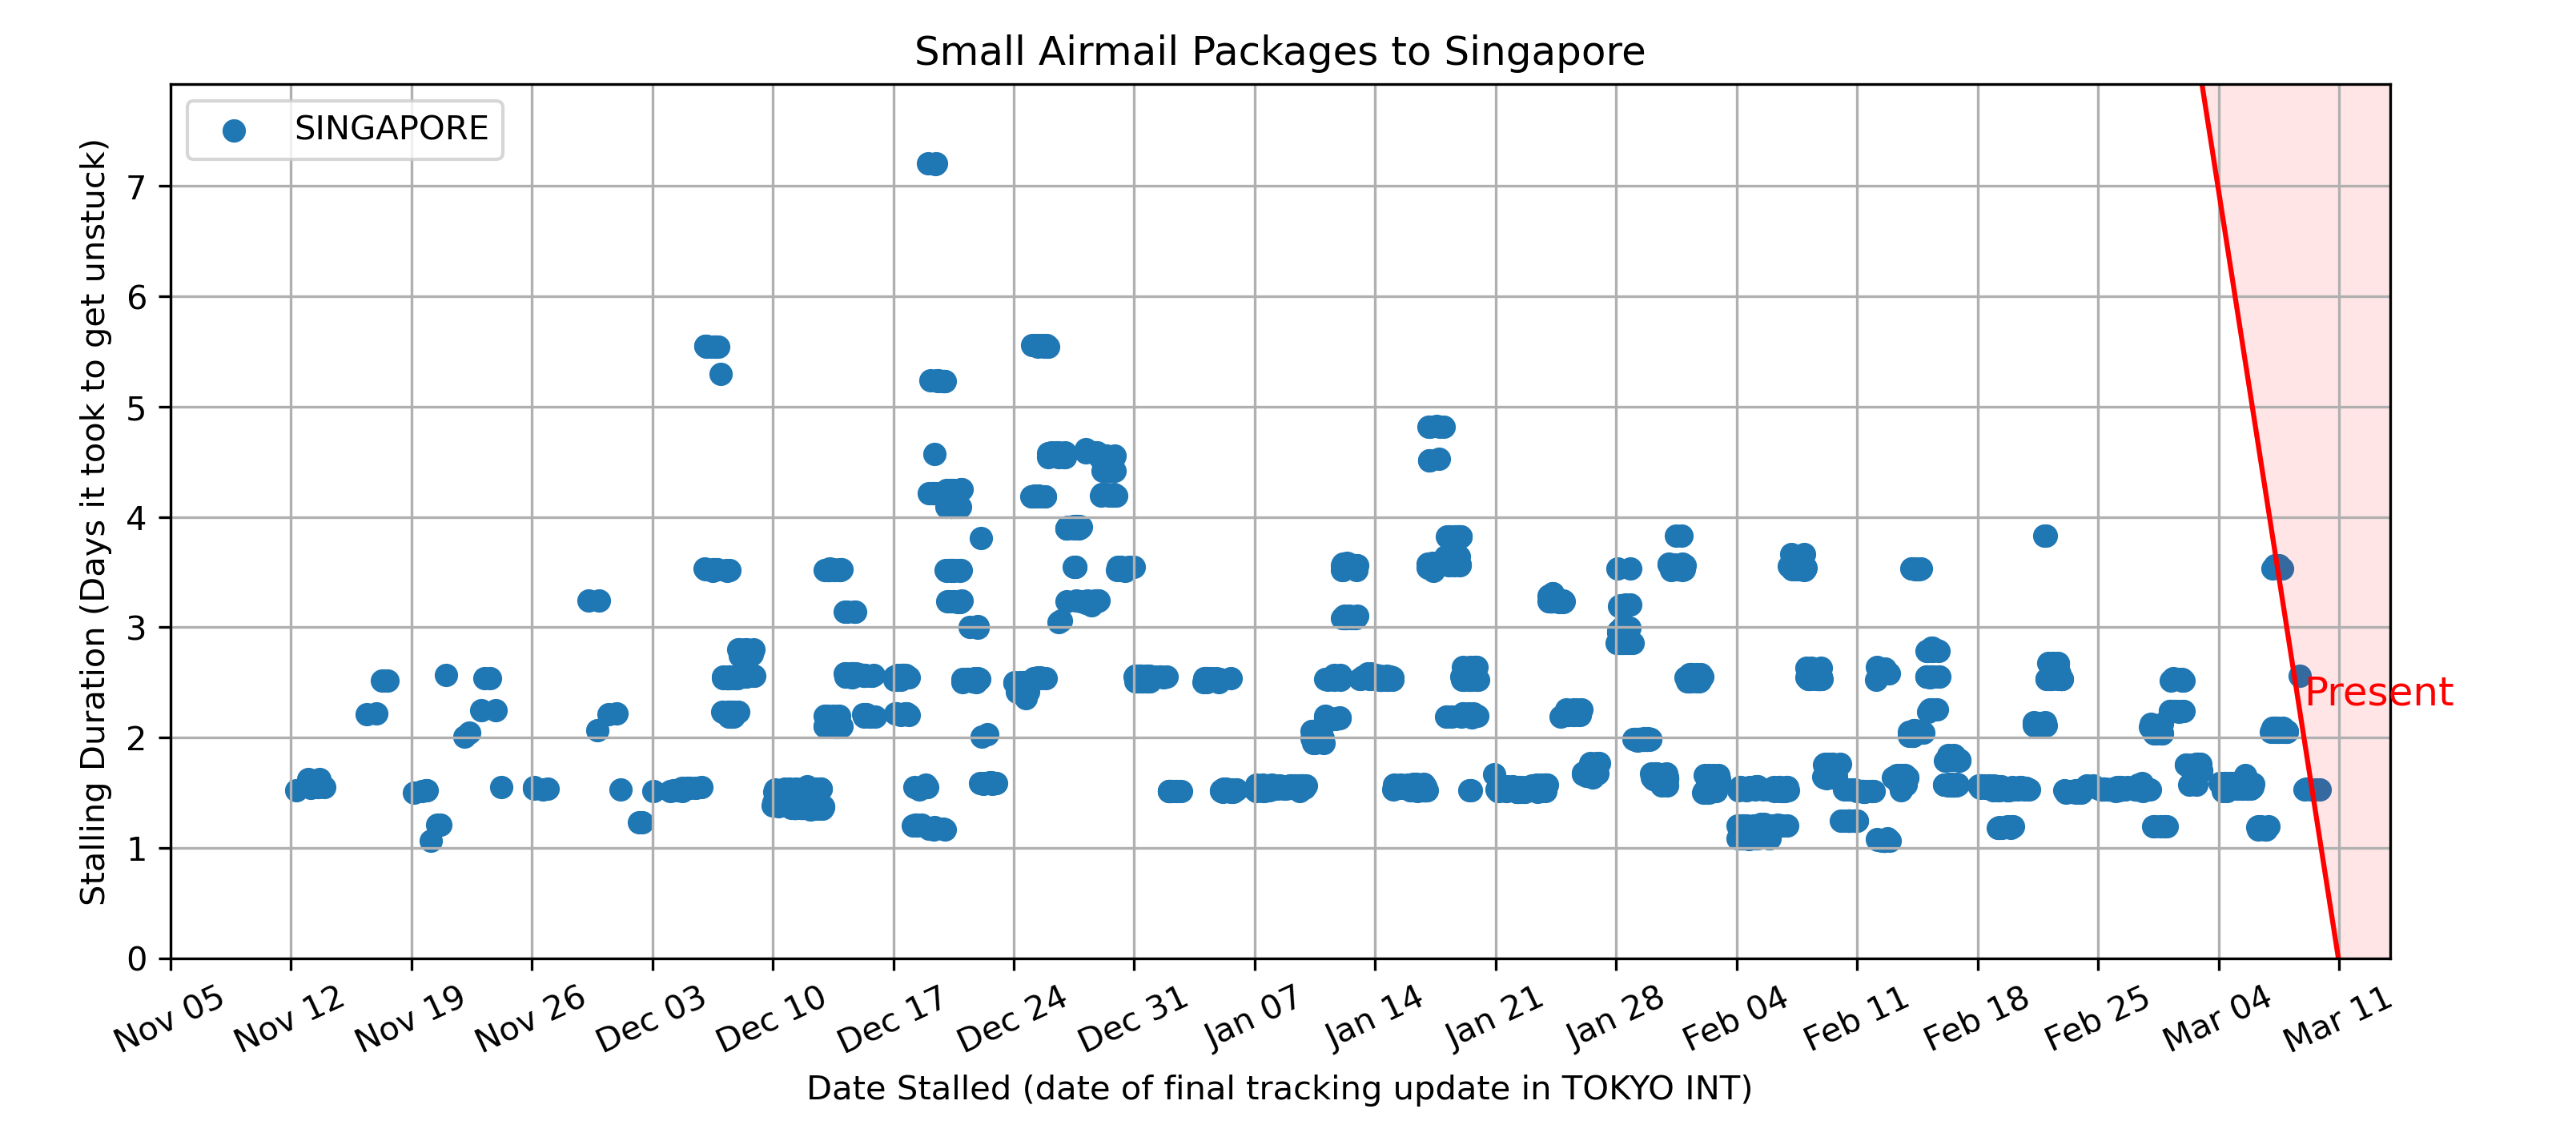 Small Airmail Packages to Singapore
SINGAPORE
Stalling Duration (Days it took to get unstuck)
7
6
5
4
3
2
1
0
Present
Nov 05
Nov 12
Nov 19
Nov 26
Dec 03
Dec 10
Dec 17
Dec 24
Dec 31
Jan 07
Jan 14
Jan 21
Jan 28
Feb 04
Feb 11
Feb 18
Feb 25
Mar 04
Mar 11
Date Stalled (date of final tracking update in TOKYO INT)